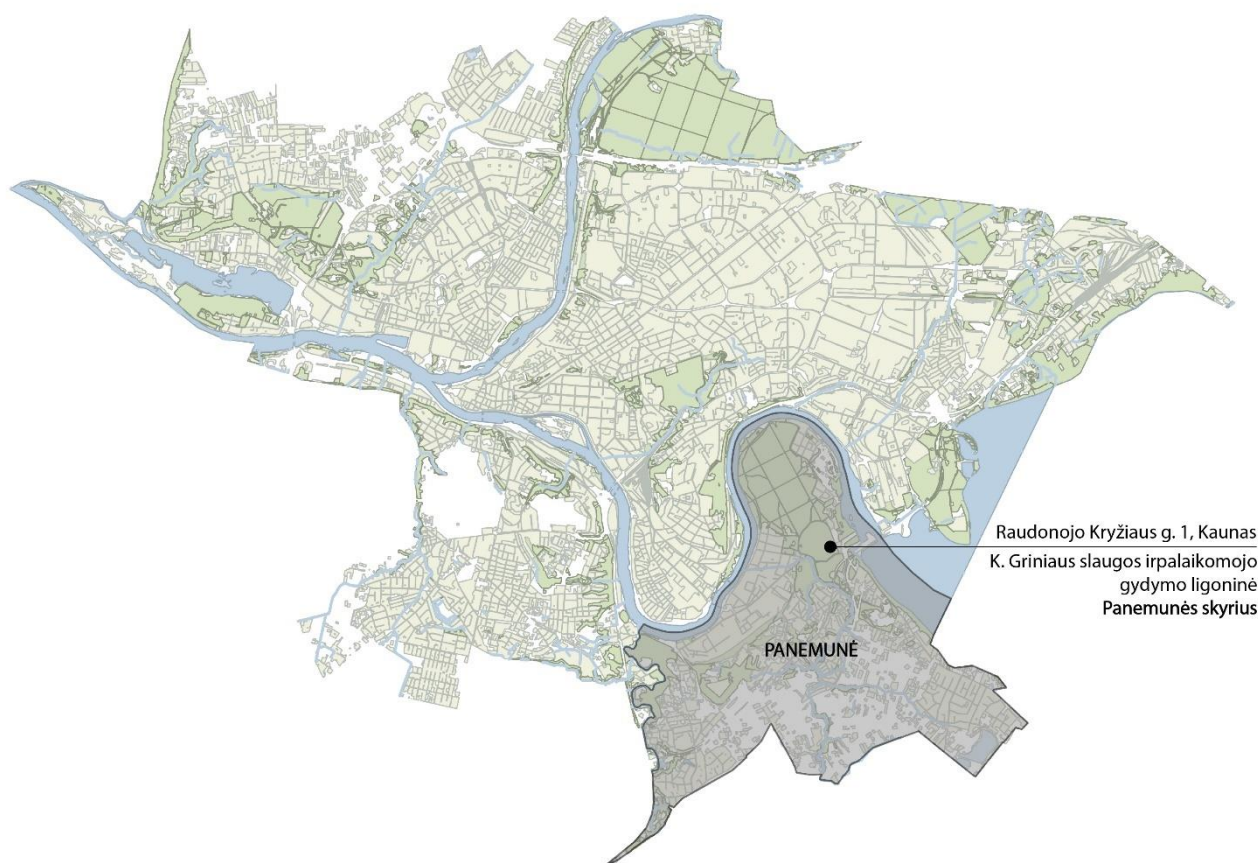 Raudonojo Kryžiaus g. 1, Kaunas
K. Griniaus slaugos irpalaikomojo
gydymo ligoninė
Panemunės skyrius
PANEMUNĖ